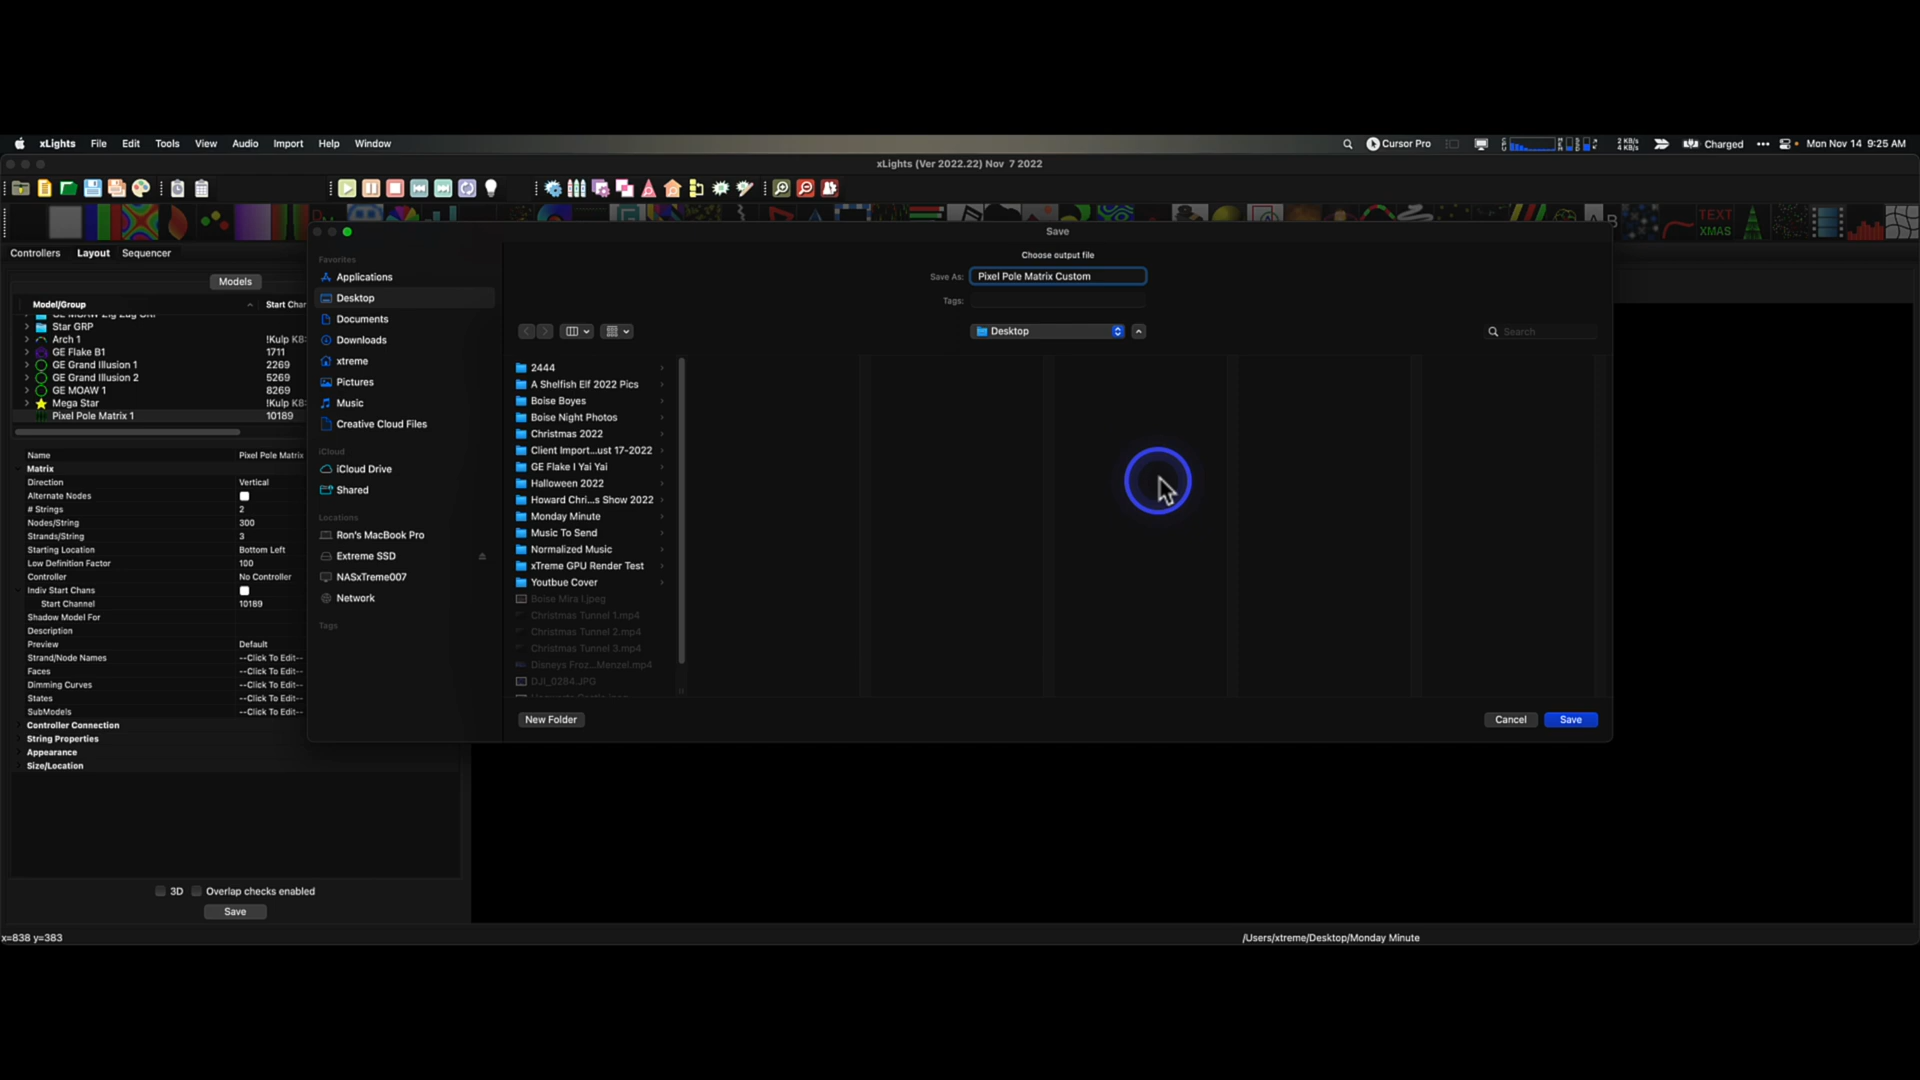 xLights File Edit Tools View Audio Import Help Window
Cursor Pro 2 KB/s 4 KB/s Charged Mon Nov 14 9:25 AM
xLights (Ver 2022.22) Nov 7 2022
TEXT
XMAS
Save
Controllers Layout Sequencer
Models
Model/Group Start Char
Star GRP
Arch 1 !Kulp K8:
GE Flake B1 1711
GE Grand Illusion 1 2269
GE Grand Illusion 2 5269
GE MOAW 1 8269
Mega Star !Kulp K8:
Pixel Pole Matrix 1 10189
Name Pixel Pole Matrix
Matrix
Direction Vertical
Alternate Nodes
# Strings 2
Nodes/String 300
Strands/String 3
Starting Location Bottom Left
Low Definition Factor 100
Controller No Controller
Indiv Start Chans
Start Channel 10189
Shadow Model For
Description
Preview Default
Strand/Node Names --Click To Edit--
Faces --Click To Edit--
Dimming Curves --Click To Edit--
States --Click To Edit--
SubModels --Click To Edit--
Controller Connection
String Properties
Appearance
Size/Location
3D Overlap checks enabled
Save
Favorites
Applications
Desktop
Documents
Downloads
xtreme
Pictures
Music
Creative Cloud Files
iCloud
iCloud Drive
Shared
Locations
Ron's MacBook Pro
Extreme SSD
NASxTreme007
Network
Tags
Choose output file
Save As: Pixel Pole Matrix Custom
Tags:
Desktop
Search
2444
A Shelfish Elf 2022 Pics
Boise Boyes
Boise Night Photos
Christmas 2022
Client Import...ust 17-2022
GE Flake I Yai Yai
Halloween 2022
Howard Chri...s Show 2022
Monday Minute
Music To Send
Normalized Music
xTreme GPU Render Test
Youtbue Cover
Boise Mira I.jpeg
Christmas Tunnel 1.mp4
Christmas Tunnel 2.mp4
Christmas Tunnel 3.mp4
Disneys Froz...Menzel.mp4
DJI_0284.JPG
New Folder
Cancel Save
x=838 y=383
/Users/xtreme/Desktop/Monday Minute